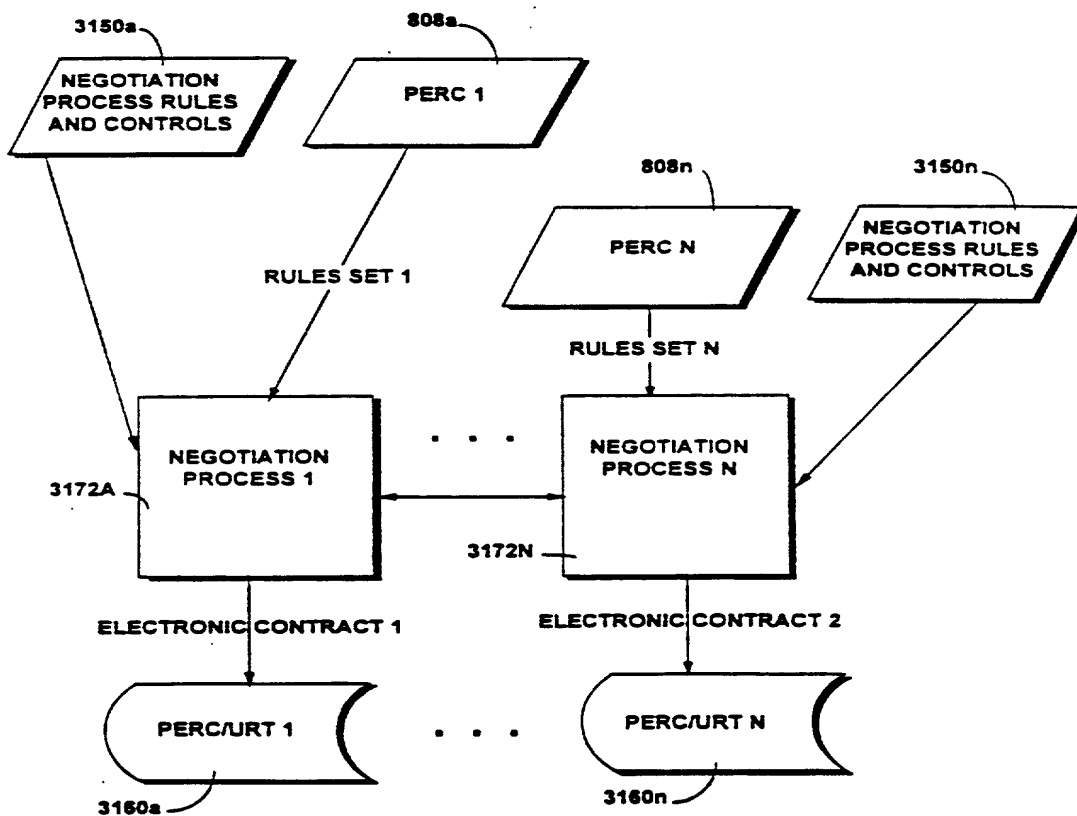 3150a
808a
NEGOTIATION
PROCESS RULES
AND CONTROLS
PERC 1
808n
3150n
PERC N
NEGOTIATION
PROCESS RULES
AND CONTROLS
RULES SET 1
RULES SET N
NEGOTIATION
PROCESS 1
. . .
NEGOTIATION
PROCESS N
3172A
3172N
ELECTRONIC CONTRACT 1
ELECTRONIC CONTRACT 2
PERC/URT 1
. . .
PERC/URT N
3160a
3160n